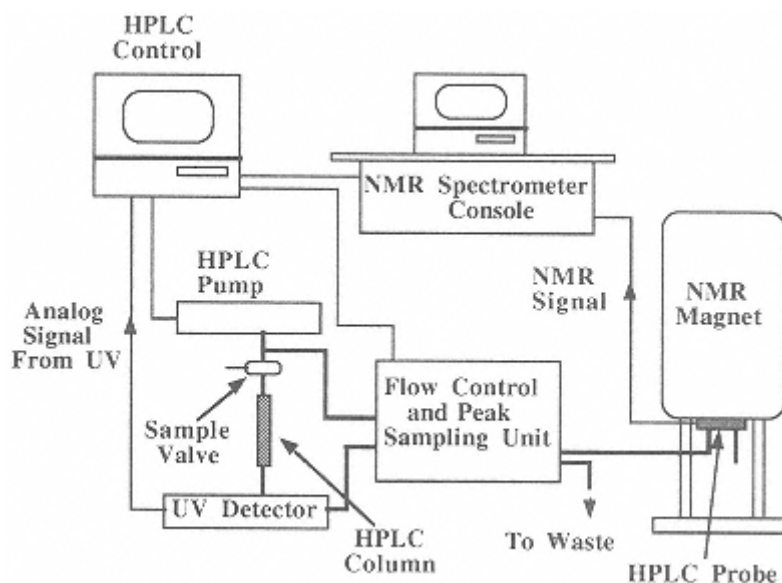 HPLC
Control
NMR Spectrometer
Console
HPLC
Pump
NMR
Signal
NMR
Magnet
Analog
Signal
From UV
Flow Control
and Peak
Sampling Unit
Sample
Valve
UV Detector
HPLC
Column
To Waste
HPLC Probe